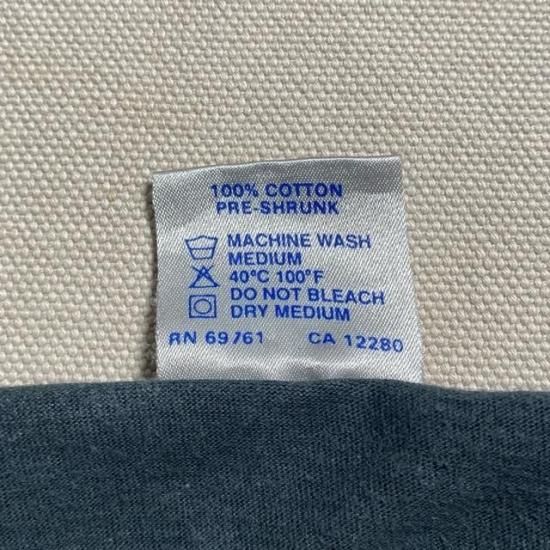 100% COTTON
PRE-SHRUNK
MACHINE WASH
MEDIUM
40°C 100°F
DO NOT BLEACH
DRY MEDIUM
RN 69761 CA 12280